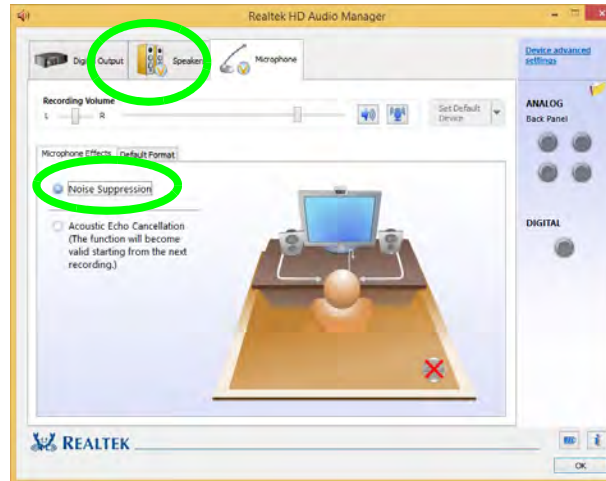 Realtek HD Audio Manager
Digital Output
Speakers
Microphone
Device advanced
settings
Recording Volume
L
R
Set Default
Device
ANALOG
Back Panel
Microphone Effects
Default Format
Noise Suppression
Acoustic Echo Cancellation
(The function will become
valid starting from the next
recording.)
DIGITAL
REALTEK
i
OK